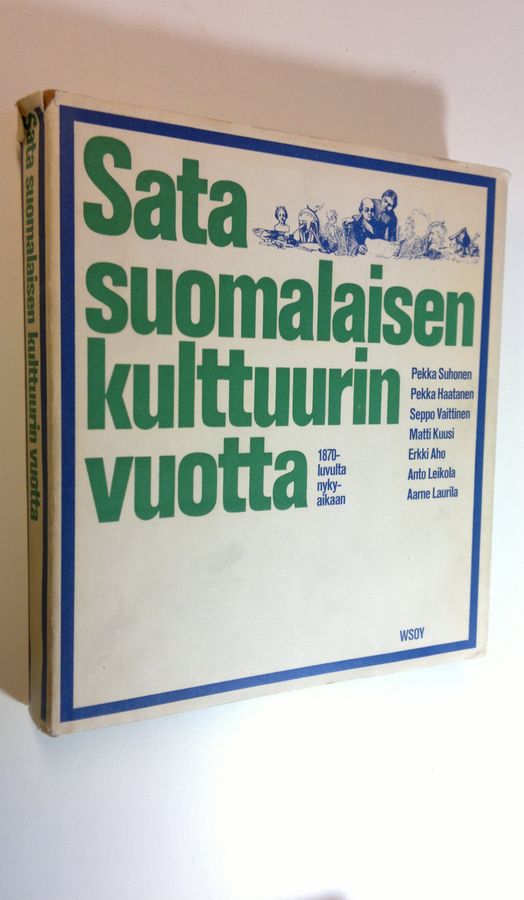 Sata suomalaisen kulttuurin vuotta
Sata
suomalaisen
kulttuurin
vuotta
1870-
luvulta
nyky-
aikaan
Pekka Suhonen
Pekka Haatanen
Seppo Vaittinen
Matti Kuusi
Erkki Aho
Anto Leikola
Aarne Laurila
WSOY